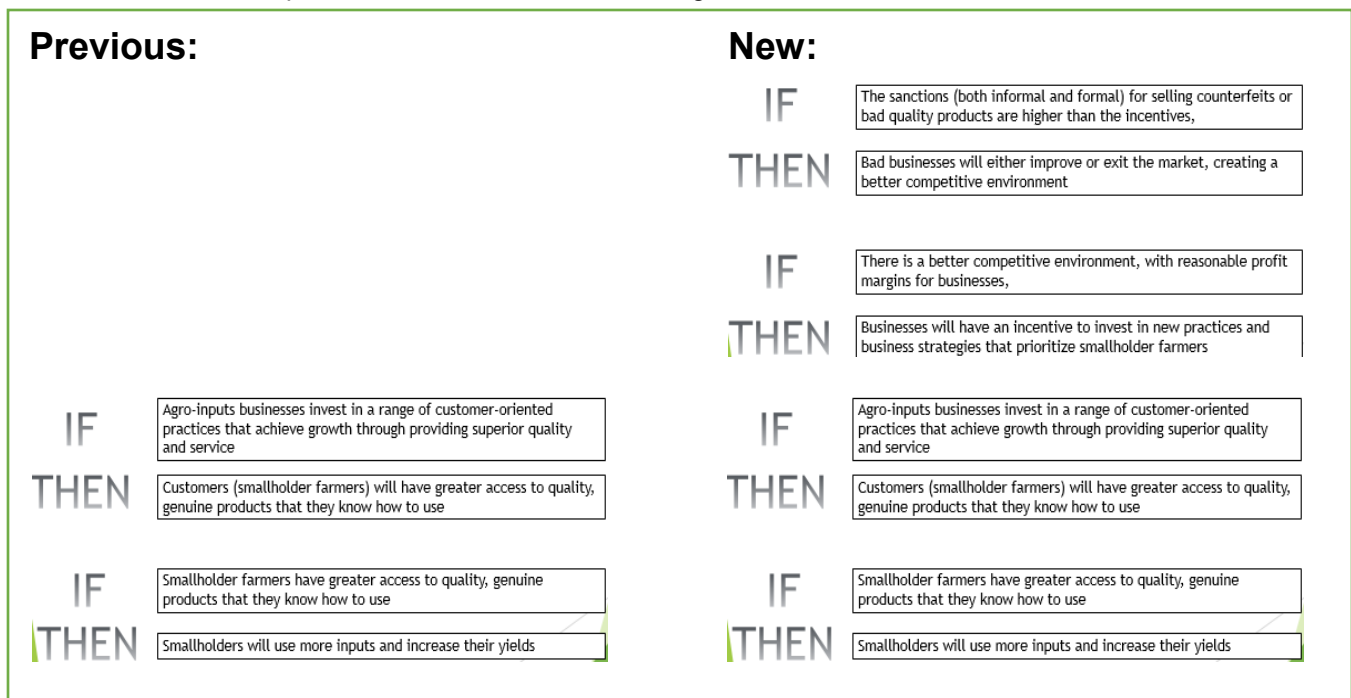 Previous:
IF
Agro-inputs businesses invest in a range of customer-oriented
practices that achieve growth through providing superior quality
and service
THEN
Customers (smallholder farmers) will have greater access to quality,
genuine products that they know how to use
IF
Smallholder farmers have greater access to quality, genuine
products that they know how to use
THEN
Smallholders will use more inputs and increase their yields
New:
IF
The sanctions (both informal and formal) for selling counterfeits or
bad quality products are higher than the incentives,
THEN
Bad businesses will either improve or exit the market, creating a
better competitive environment
IF
There is a better competitive environment, with reasonable profit
margins for businesses,
THEN
Businesses will have an incentive to invest in new practices and
business strategies that prioritize smallholder farmers
IF
Agro-inputs businesses invest in a range of customer-oriented
practices that achieve growth through providing superior quality
and service
THEN
Customers (smallholder farmers) will have greater access to quality,
genuine products that they know how to use
IF
Smallholder farmers have greater access to quality, genuine
products that they know how to use
THEN
Smallholders will use more inputs and increase their yields